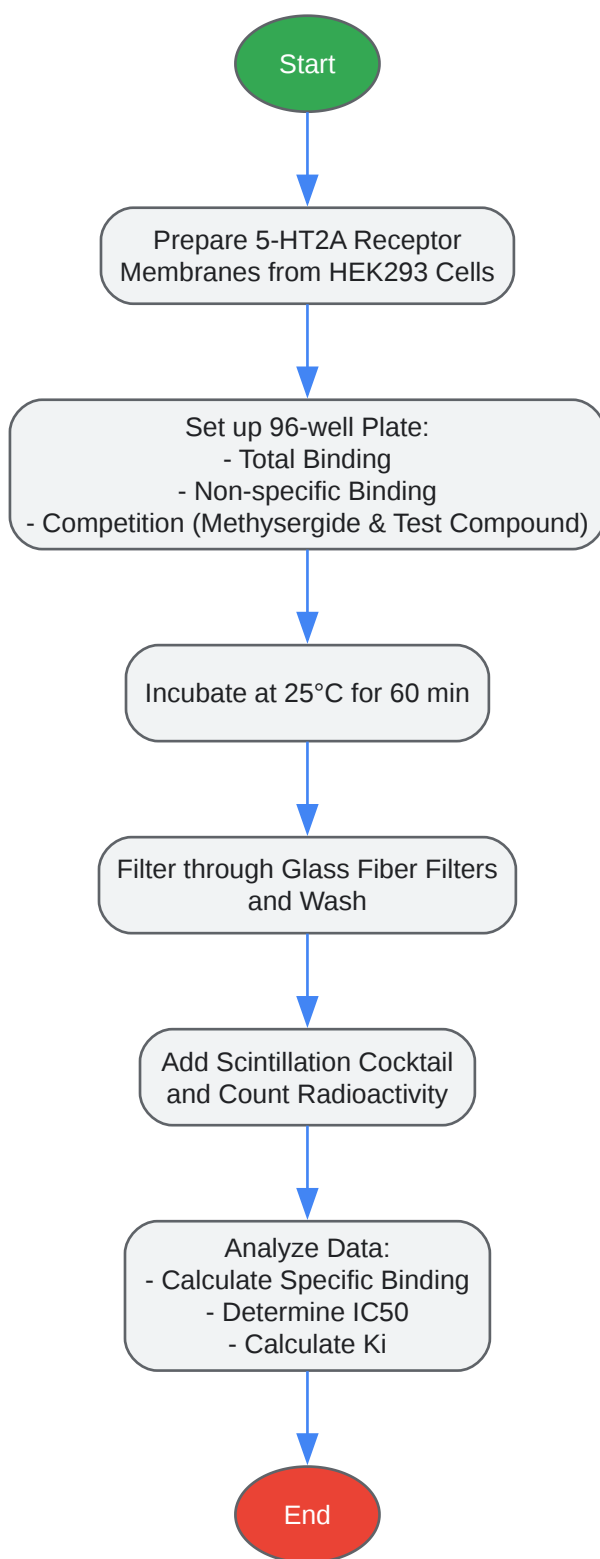 Start
Prepare 5-HT2A Receptor
Membranes from HEK293 Cells
Set up 96-well Plate:
- Total Binding
- Non-specific Binding
- Competition (Methysergide & Test Compound)
Incubate at 25°C for 60 min
Filter through Glass Fiber Filters
and Wash
Add Scintillation Cocktail
and Count Radioactivity
Analyze Data:
- Calculate Specific Binding
- Determine IC50
- Calculate Ki
End